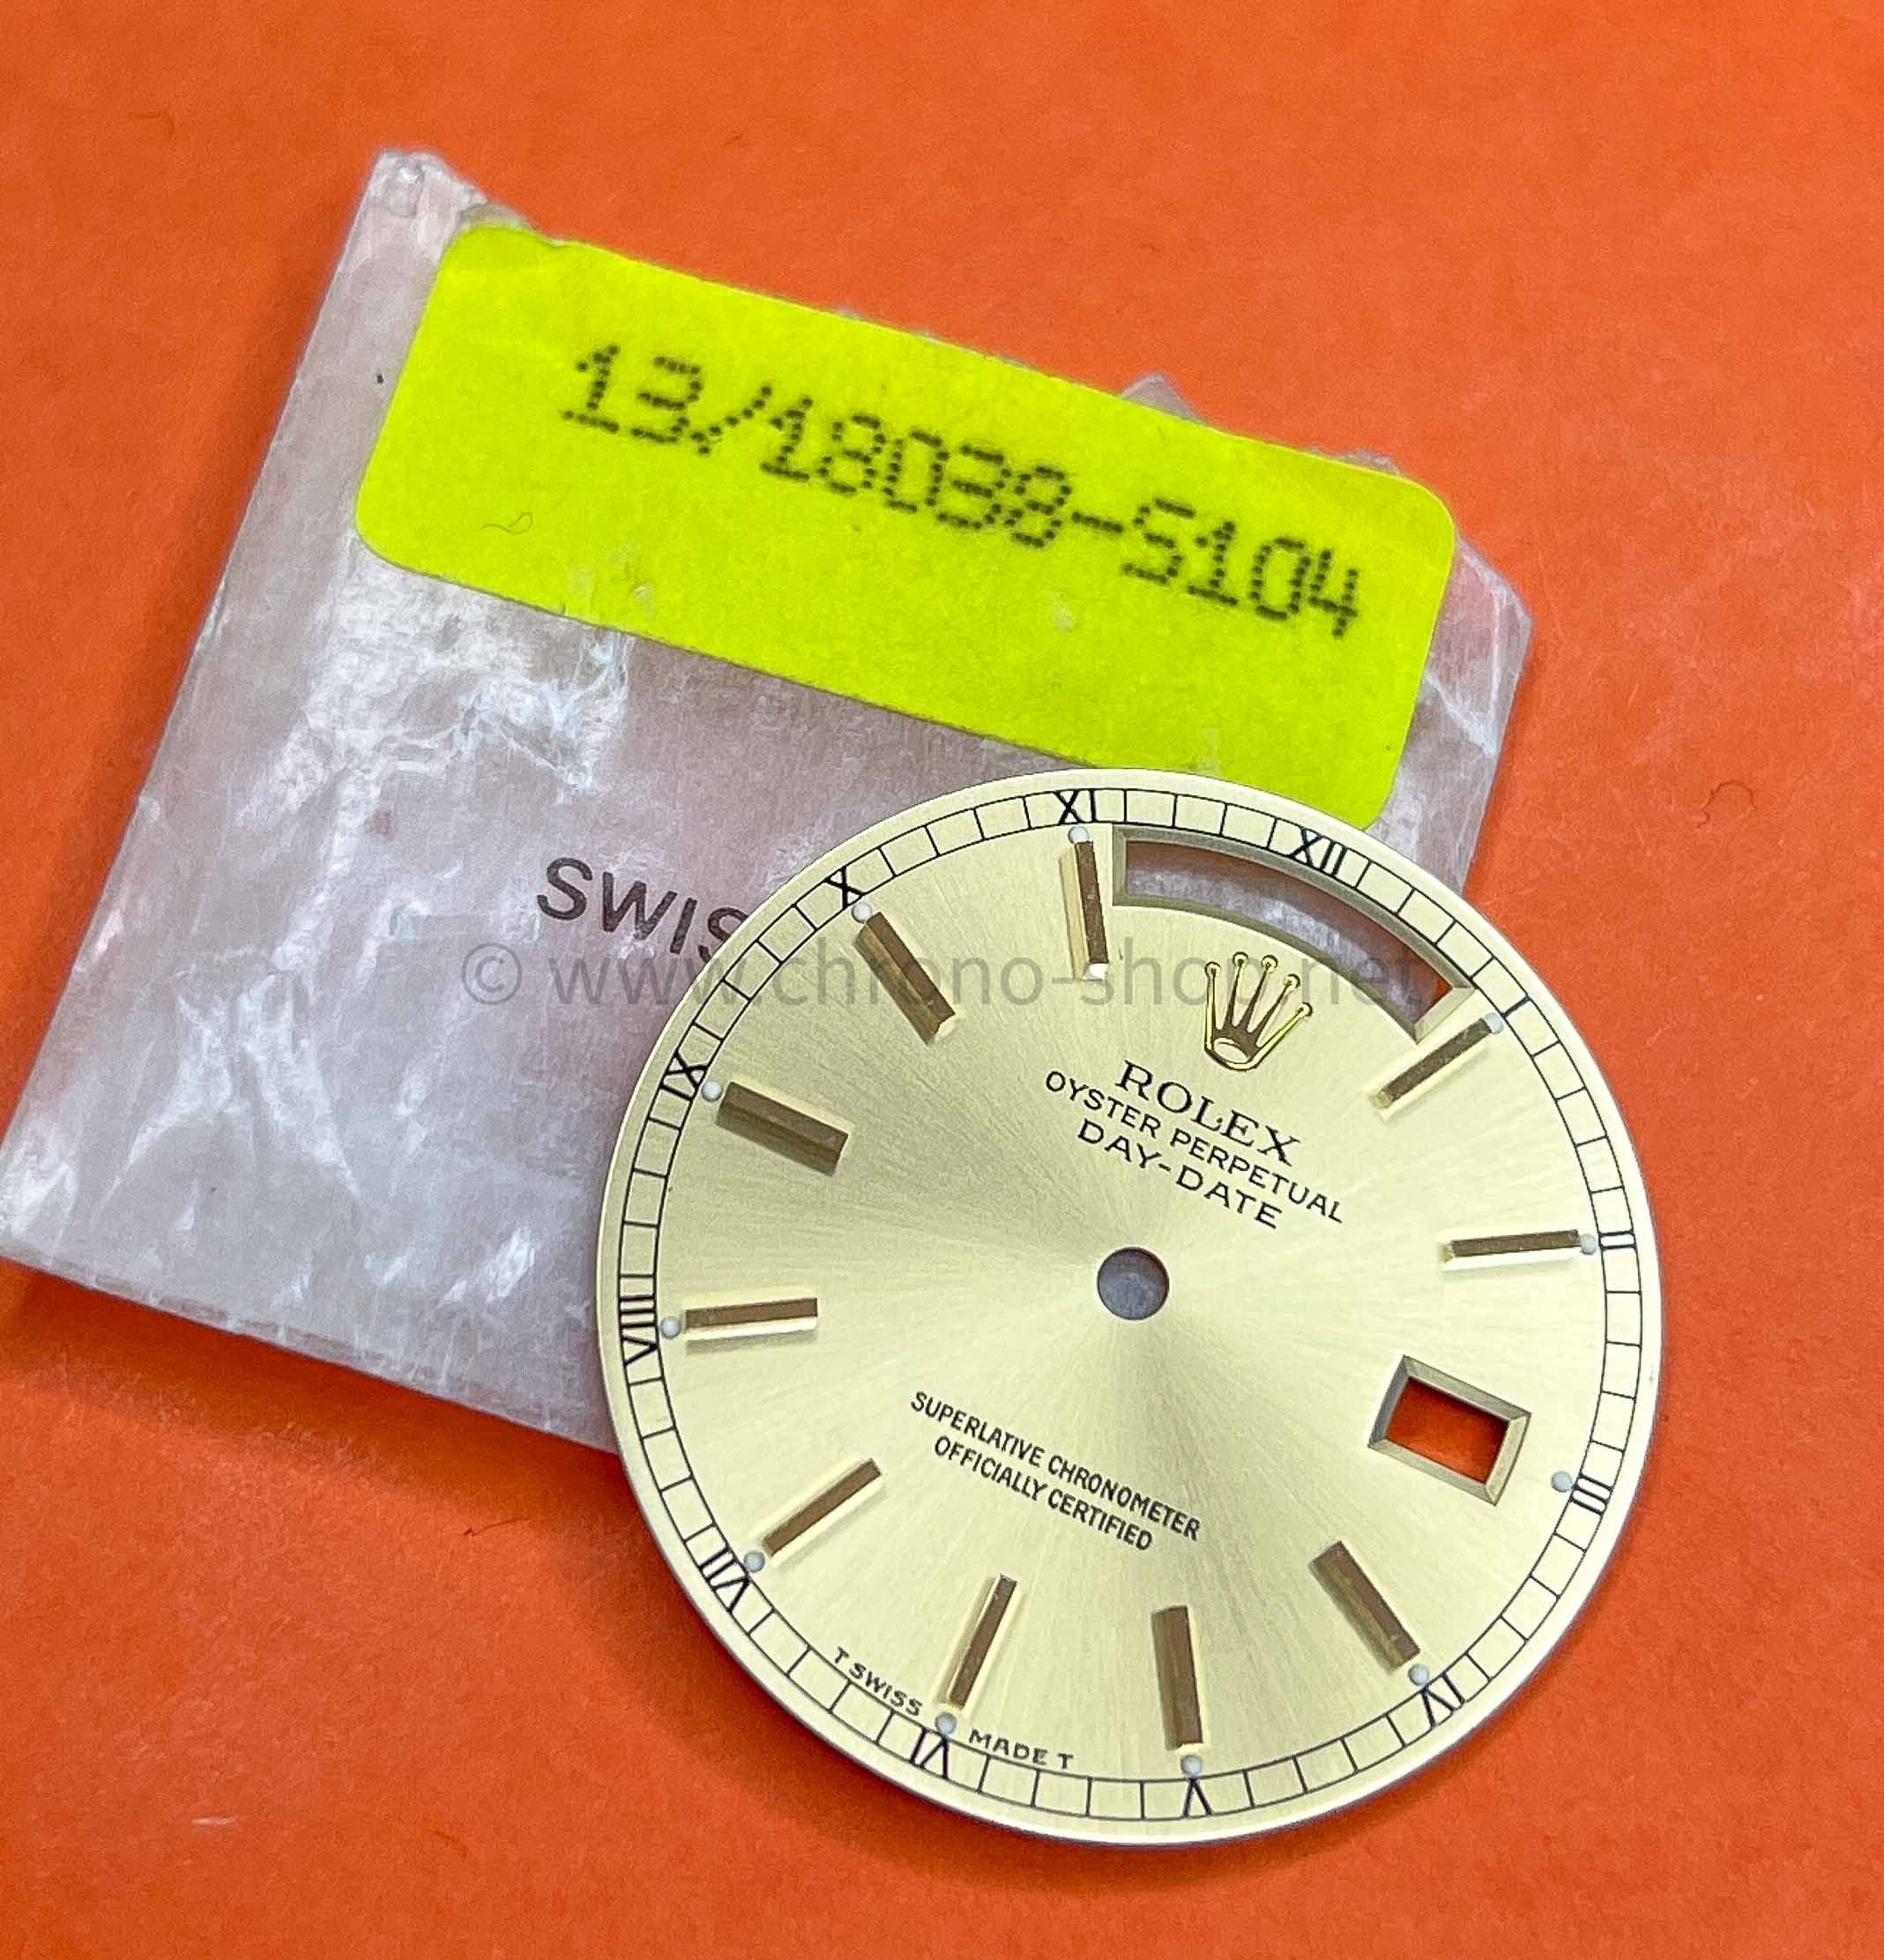 13/18038-5104
SWIS
© www.chrono-shop.net
XI
XII
X
I
IX
ROLEX
OYSTER PERPETUAL
DAY-DATE
II
VIII
SUPERLATIVE CHRONOMETER
OFFICIALLY CERTIFIED
III
VII
IV
T SWISS
MADE T
VI
V